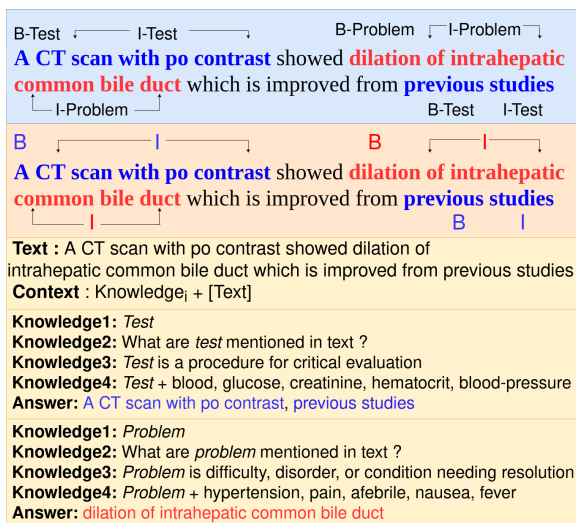 B-Test I-Test B-Problem I-Problem
A CT scan with po contrast showed dilation of intrahepatic
common bile duct which is improved from previous studies
I-Problem B-Test I-Test
B I B I
A CT scan with po contrast showed dilation of intrahepatic
common bile duct which is improved from previous studies
I B I
Text : A CT scan with po contrast showed dilation of
intrahepatic common bile duct which is improved from previous studies
Context : Knowledgei + [Text]
Knowledge1: Test
Knowledge2: What are test mentioned in text ?
Knowledge3: Test is a procedure for critical evaluation
Knowledge4: Test + blood, glucose, creatinine, hematocrit, blood-pressure
Answer: A CT scan with po contrast, previous studies
Knowledge1: Problem
Knowledge2: What are problem mentioned in text ?
Knowledge3: Problem is difficulty, disorder, or condition needing resolution
Knowledge4: Problem + hypertension, pain, afebrile, nausea, fever
Answer: dilation of intrahepatic common bile duct